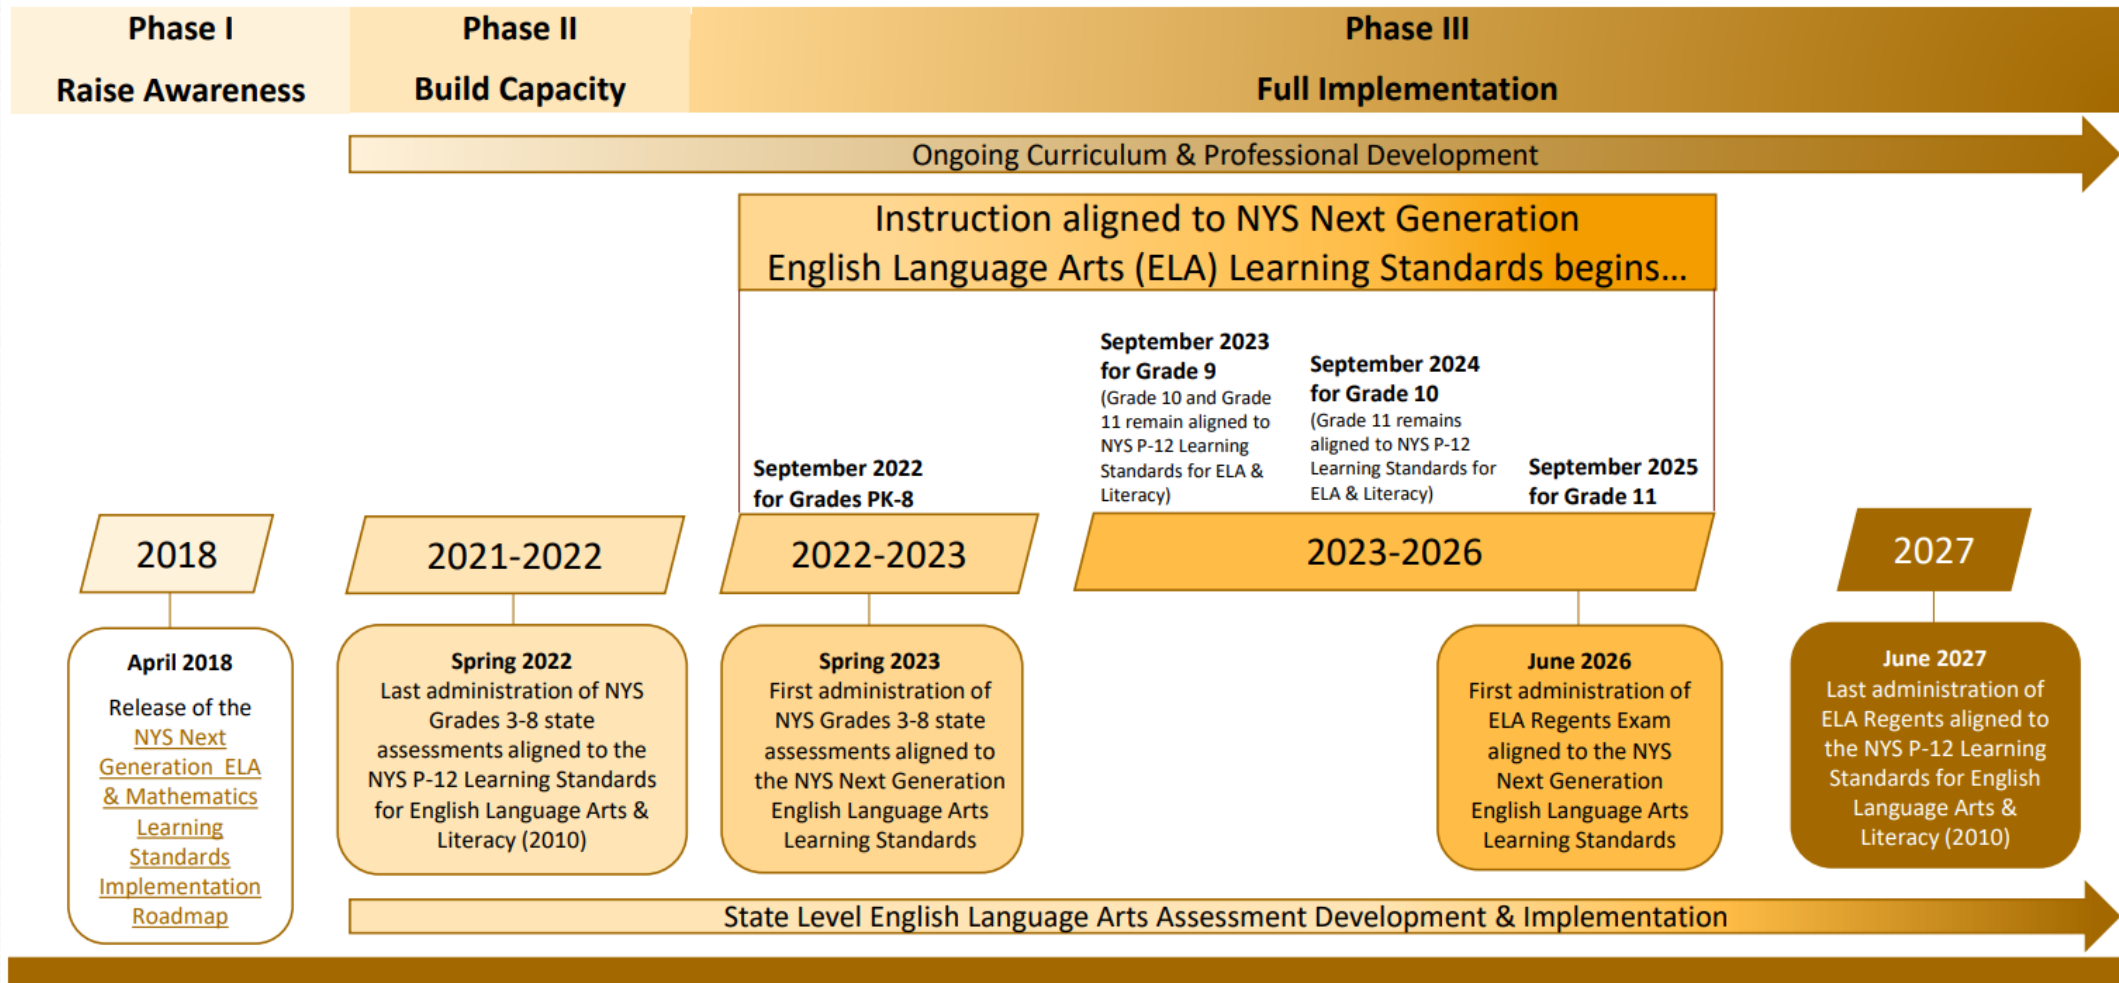 Phase I
Raise Awareness
Phase II
Build Capacity
Phase III
Full Implementation
Ongoing Curriculum & Professional Development
Instruction aligned to NYS Next Generation
English Language Arts (ELA) Learning Standards begins...
September 2022
for Grades PK-8
September 2023
for Grade 9
(Grade 10 and Grade
11 remain aligned to
NYS P-12 Learning
Standards for ELA &
Literacy)
September 2024
for Grade 10
(Grade 11 remains
aligned to NYS P-12
Learning Standards for
ELA & Literacy)
September 2025
for Grade 11
2018
2021-2022
2022-2023
2023-2026
2027
April 2018
Release of the
NYS Next
Generation ELA
& Mathematics
Learning
Standards
Implementation
Roadmap
Spring 2022
Last administration of NYS
Grades 3-8 state
assessments aligned to the
NYS P-12 Learning Standards
for English Language Arts &
Literacy (2010)
Spring 2023
First administration of
NYS Grades 3-8 state
assessments aligned to
the NYS Next Generation
English Language Arts
Learning Standards
June 2026
First administration of
ELA Regents Exam
aligned to the NYS
Next Generation
English Language Arts
Learning Standards
June 2027
Last administration of
ELA Regents aligned to
the NYS P-12 Learning
Standards for English
Language Arts &
Literacy (2010)
State Level English Language Arts Assessment Development & Implementation